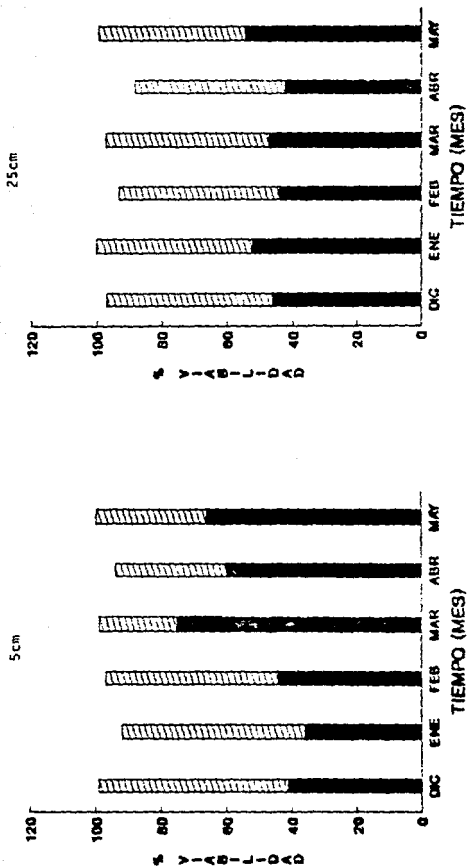 5cm
% VIABILIDAD
120
100
80
60
40
20
0
DIC ENE FEB MAR ABR MAY
TIEMPO (MES)
25cm
% VIABILIDAD
120
100
80
60
40
20
0
DIC ENE FEB MAR ABR MAY
TIEMPO (MES)